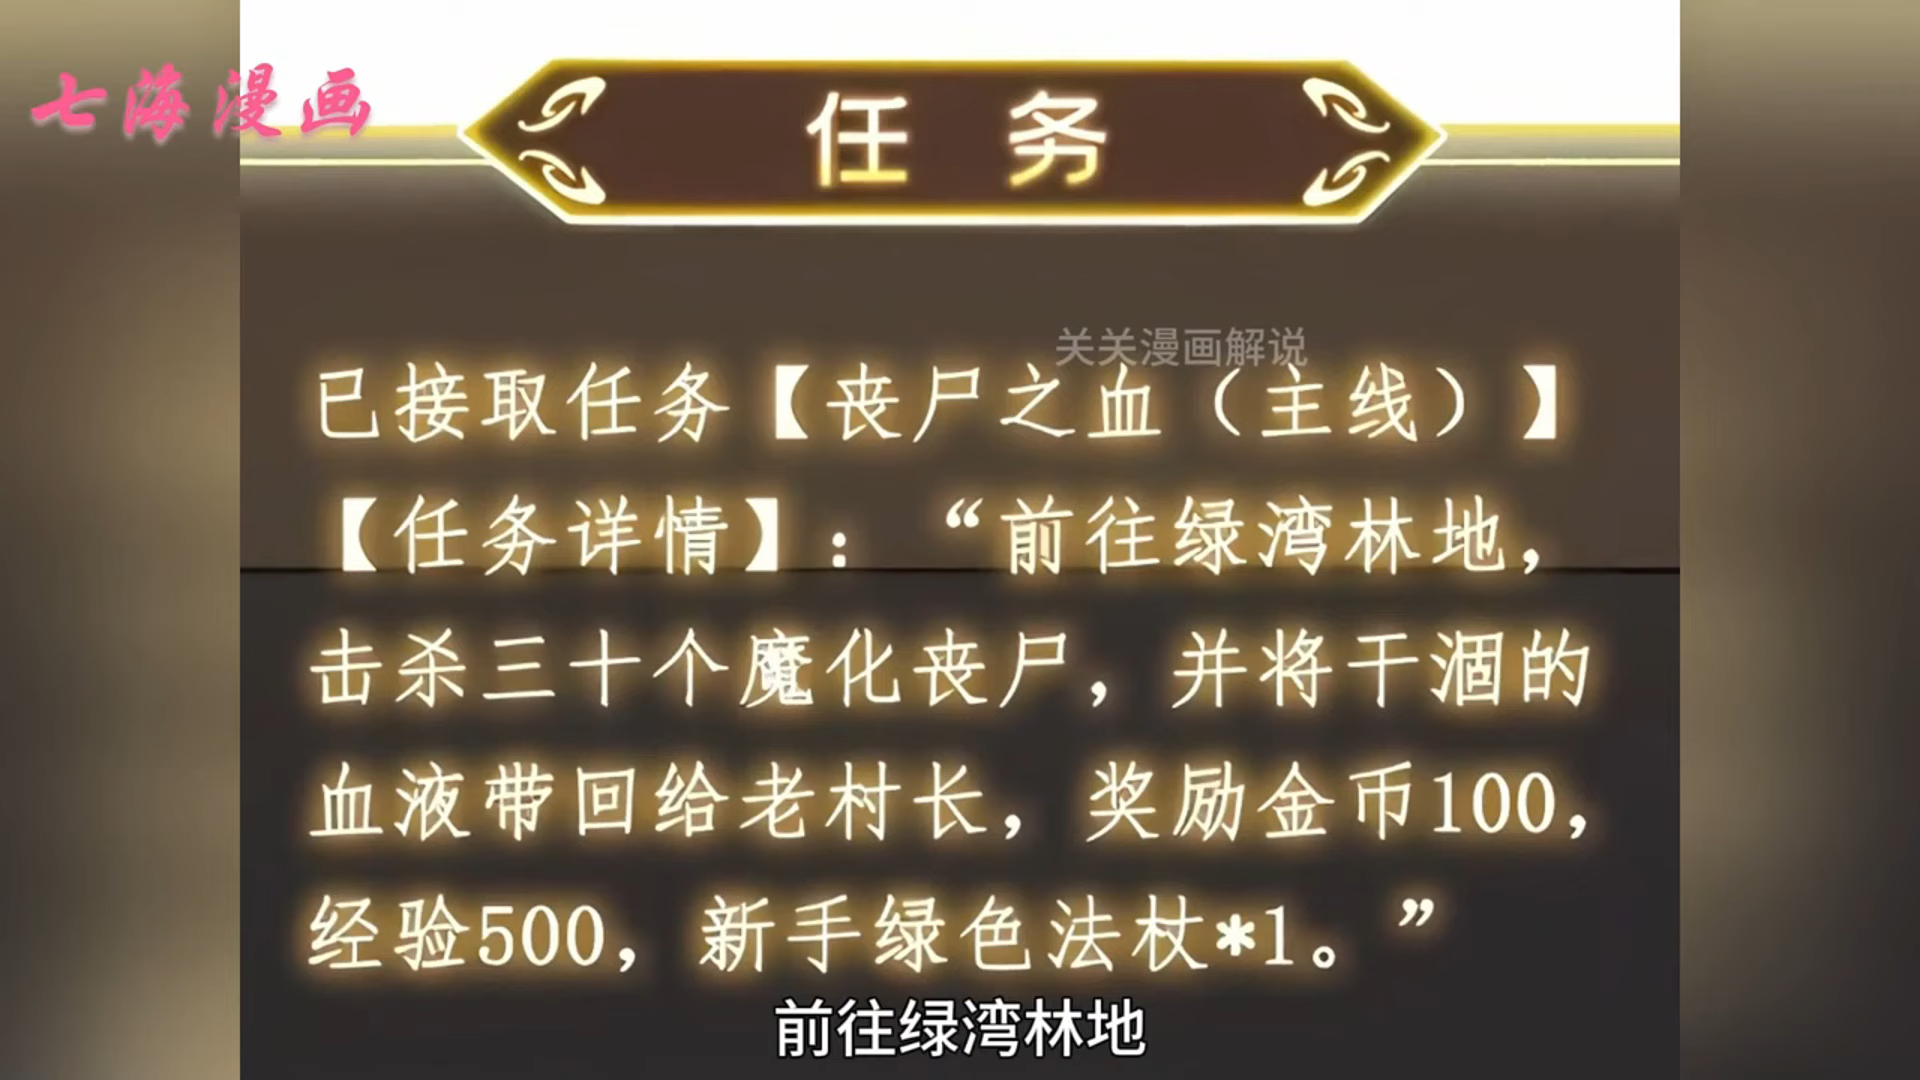 七海漫画
任务
关关漫画解说
已接取任务【丧尸之血（主线）】
【任务详情】：“前往绿湾林地，
击杀三十个魔化丧尸，并将干涸的
血液带回给老村长，奖励金币100，
经验500，新手绿色法杖*1。”
前往绿湾林地